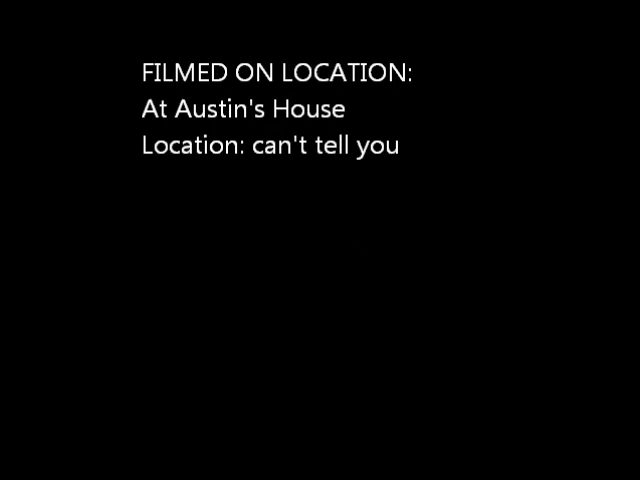 FILMED ON LOCATION:
At Austin's House
Location: can't tell you